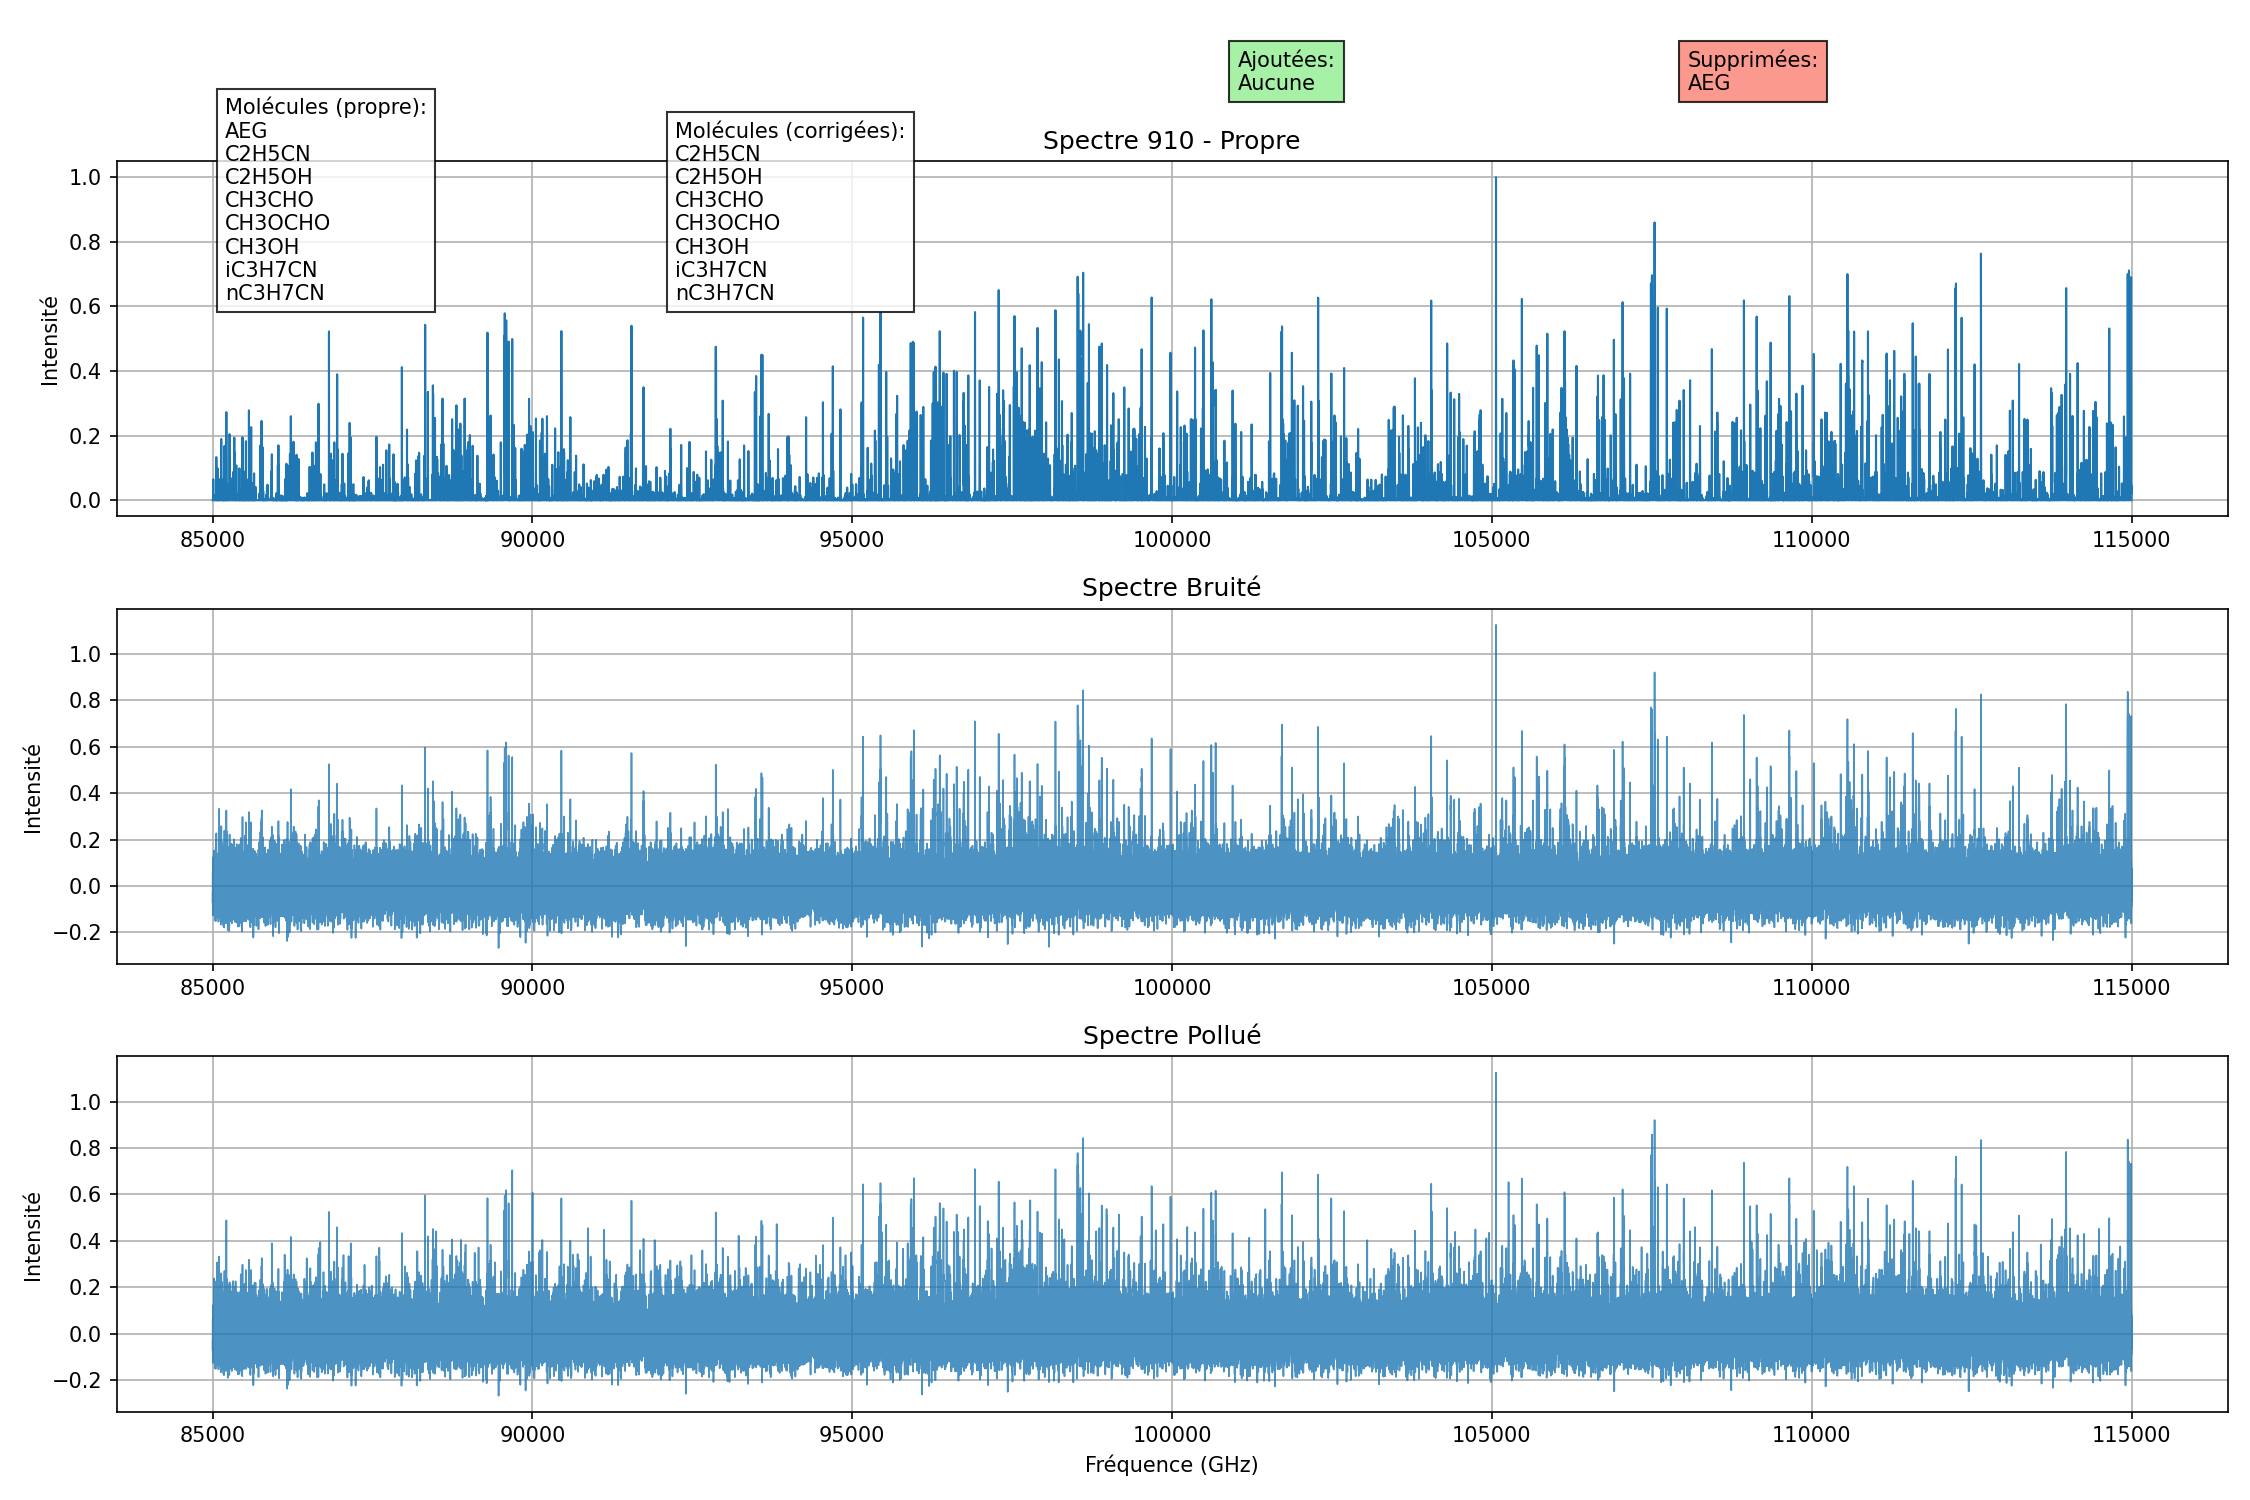 Ajoutées:
Aucune
Supprimées:
AEG
Molécules (propre):
AEG
C2H5CN
C2H5OH
CH3CHO
CH3OCHO
CH3OH
iC3H7CN
nC3H7CN
Molécules (corrigées):
C2H5CN
C2H5OH
CH3CHO
CH3OCHO
CH3OH
iC3H7CN
nC3H7CN
Spectre 910 - Propre
Intensité
1.0
0.8
0.6
0.4
0.2
0.0
85000 90000 95000 100000 105000 110000 115000
Spectre Bruité
Intensité
1.0
0.8
0.6
0.4
0.2
0.0
−0.2
85000 90000 95000 100000 105000 110000 115000
Spectre Pollué
Intensité
1.0
0.8
0.6
0.4
0.2
0.0
−0.2
85000 90000 95000 100000 105000 110000 115000
Fréquence (GHz)